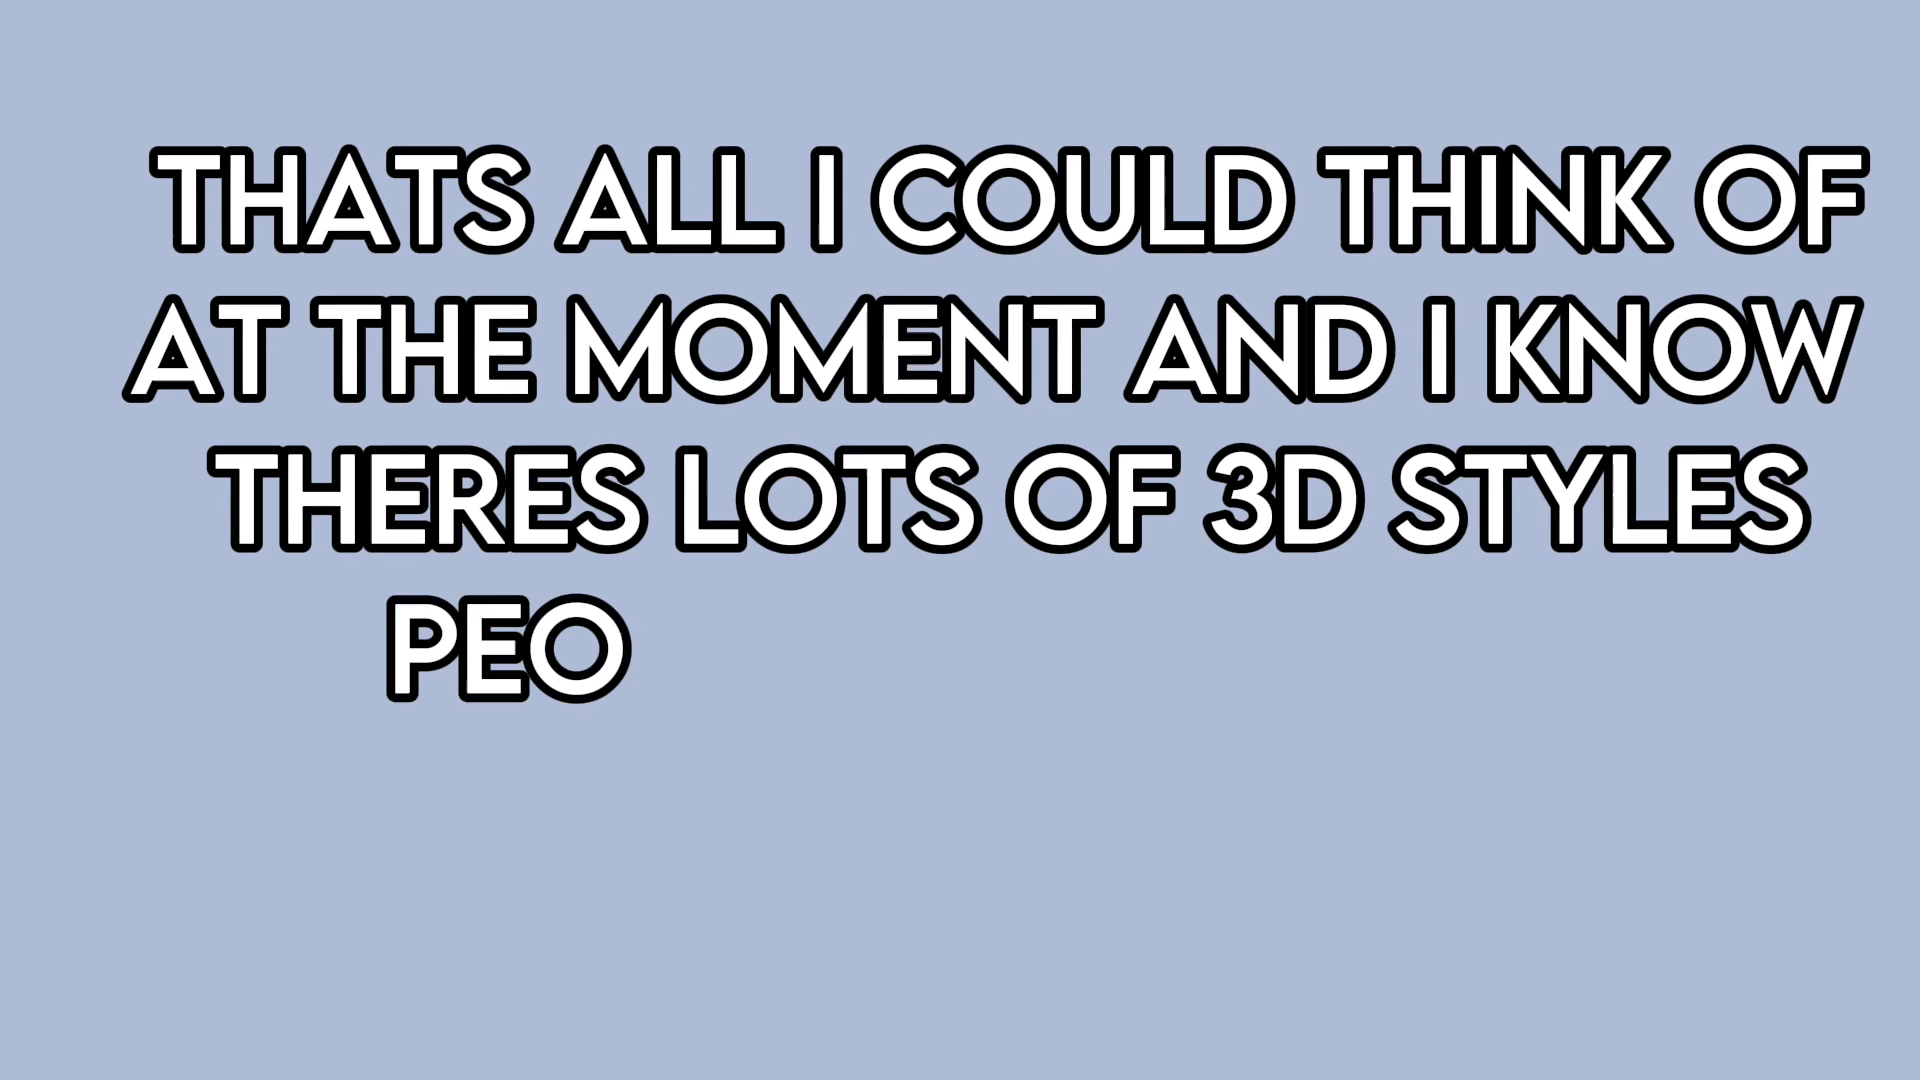 THATS ALL I COULD THINK OF
AT THE MOMENT AND I KNOW
THERES LOTS OF 3D STYLES
PEO